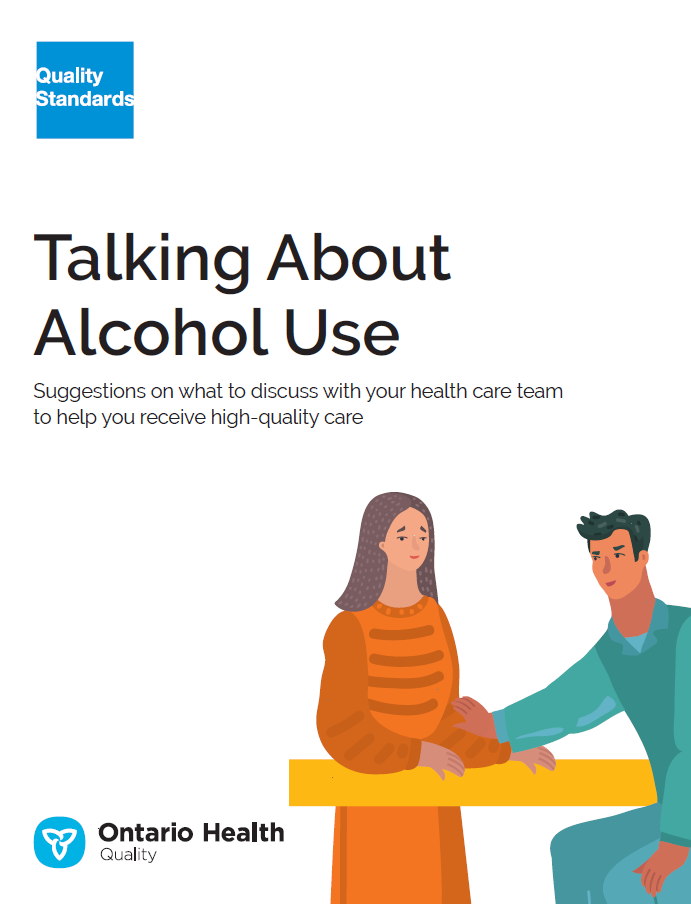 Quality
Standards
Talking About
Alcohol Use
Suggestions on what to discuss with your health care team
to help you receive high-quality care
Ontario Health
Quality